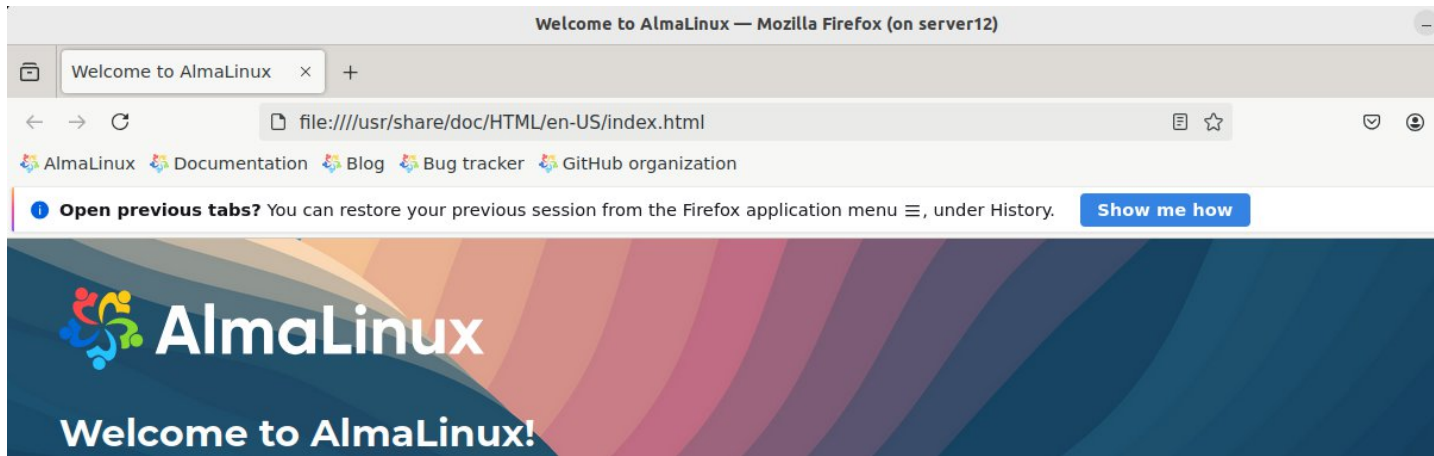 Welcome to AlmaLinux — Mozilla Firefox (on server12)
Welcome to AlmaLinux
file:////usr/share/doc/HTML/en-US/index.html
AlmaLinux Documentation Blog Bug tracker GitHub organization
Open previous tabs? You can restore your previous session from the Firefox application menu ☰, under History. Show me how
AlmaLinux
Welcome to AlmaLinux!